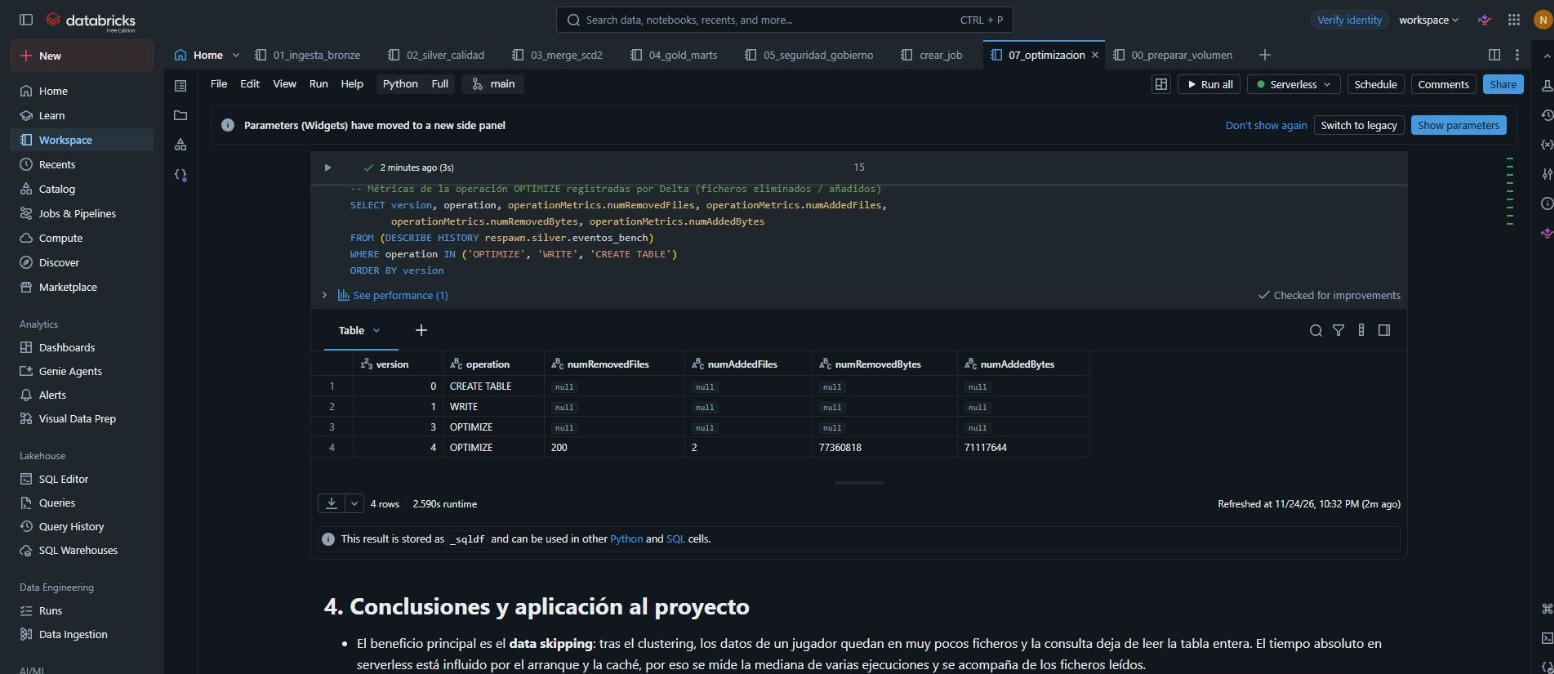 databricks
Free Edition
Search data, notebooks, recents, and more...
CTRL + P
Verify identity
workspace
N
New
Home
Learn
Workspace
Recents
Catalog
Jobs & Pipelines
Compute
Discover
Marketplace
Analytics
Dashboards
Genie Agents
Alerts
Visual Data Prep
Lakehouse
SQL Editor
Queries
Query History
SQL Warehouses
Data Engineering
Runs
Data Ingestion
AI/ML
Home 01_ingesta_bronze 02_silver_calidad 03_merge_scd2 04_gold_marts 05_seguridad_gobierno crear_job 07_optimizacion 00_preparar_volumen
File Edit View Run Help Python Full main
Run all Serverless Schedule Comments Share
Parameters (Widgets) have moved to a new side panel
Don't show again Switch to legacy Show parameters
2 minutes ago (3s) 15
-- Métricas de la operación OPTIMIZE registradas por Delta (ficheros eliminados / añadidos)
SELECT version, operation, operationMetrics.numRemovedFiles, operationMetrics.numAddedFiles,
operationMetrics.numRemovedBytes, operationMetrics.numAddedBytes
FROM (DESCRIBE HISTORY respawn.silver.eventos_bench)
WHERE operation IN ('OPTIMIZE', 'WRITE', 'CREATE TABLE')
ORDER BY version
See performance (1)
Checked for improvements
Table
version operation numRemovedFiles numAddedFiles numRemovedBytes numAddedBytes
1 0 CREATE TABLE null null null null
2 1 WRITE null null null null
3 3 OPTIMIZE null null null null
4 4 OPTIMIZE 200 2 77360818 71117644
4 rows 2.590s runtime
Refreshed at 11/24/26, 10:32 PM (2m ago)
This result is stored as _sqldf and can be used in other Python and SQL cells.
4. Conclusiones y aplicación al proyecto
• El beneficio principal es el data skipping: tras el clustering, los datos de un jugador quedan en muy pocos ficheros y la consulta deja de leer la tabla entera. El tiempo absoluto en
serverless está influido por el arranque y la caché, por eso se mide la mediana de varias ejecuciones y se acompaña de los ficheros leídos.